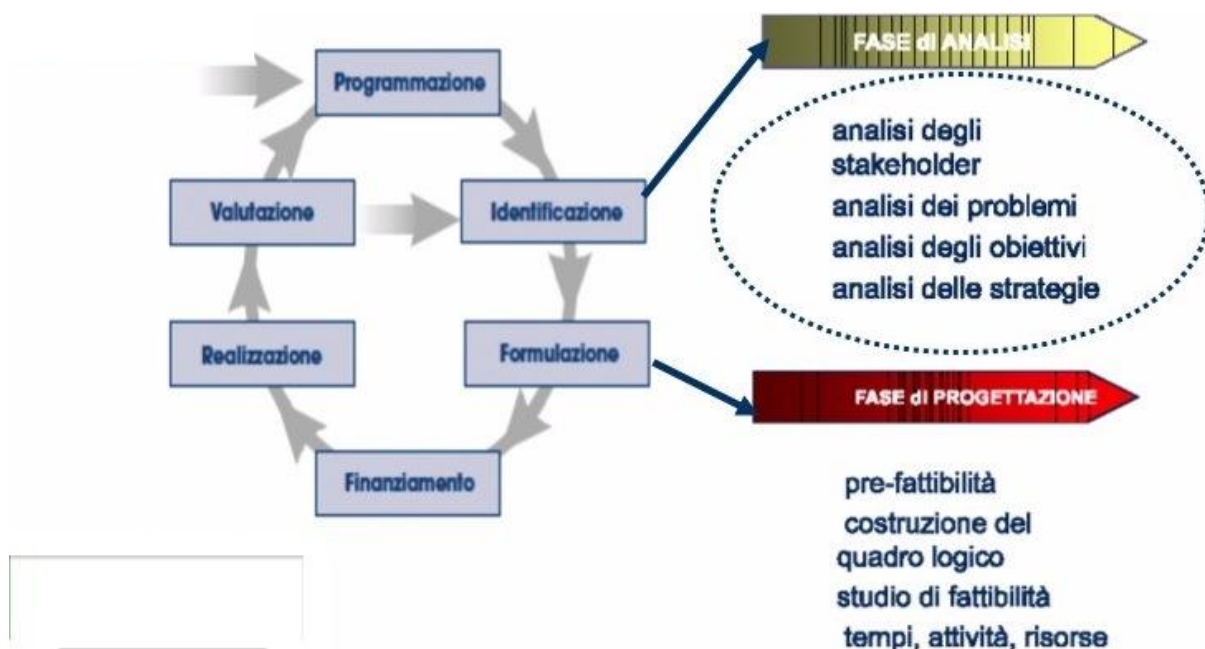 Programmazione
Valutazione
Identificazione
Realizzazione
Formulazione
Finanziamento
FASE di ANALISI
analisi degli
stakeholder
analisi dei problemi
analisi degli obiettivi
analisi delle strategie
FASE di PROGETTAZIONE
pre-fattibilità
costruzione del
quadro logico
studio di fattibilità
tempi, attività, risorse